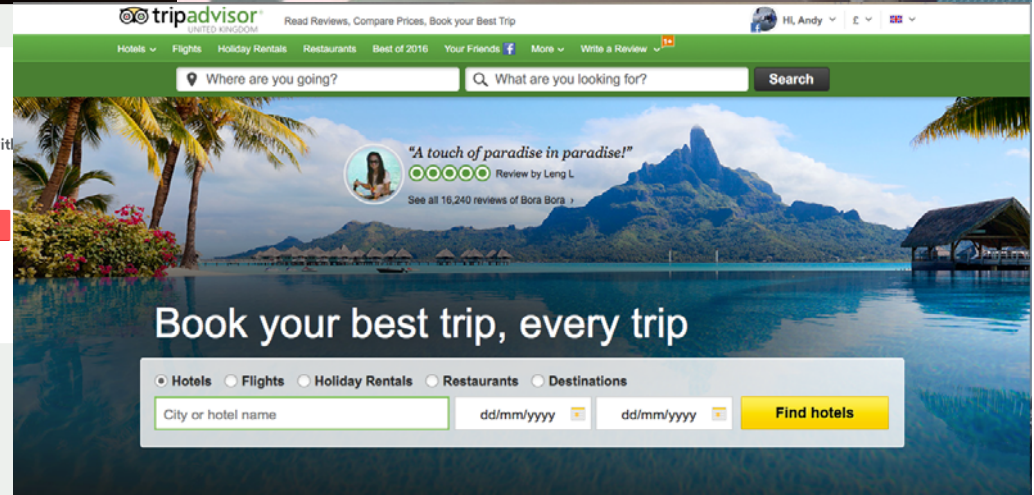 tripadvisor
UNITED KINGDOM
Read Reviews, Compare Prices, Book your Best Trip
Hi, Andy
£
Hotels Flights Holiday Rentals Restaurants Best of 2016 Your Friends f More Write a Review 1+
Where are you going? What are you looking for? Search
"A touch of paradise in paradise!"
Review by Leng L
See all 16,240 reviews of Bora Bora ›
Book your best trip, every trip
Hotels Flights Holiday Rentals Restaurants Destinations
City or hotel name dd/mm/yyyy dd/mm/yyyy Find hotels